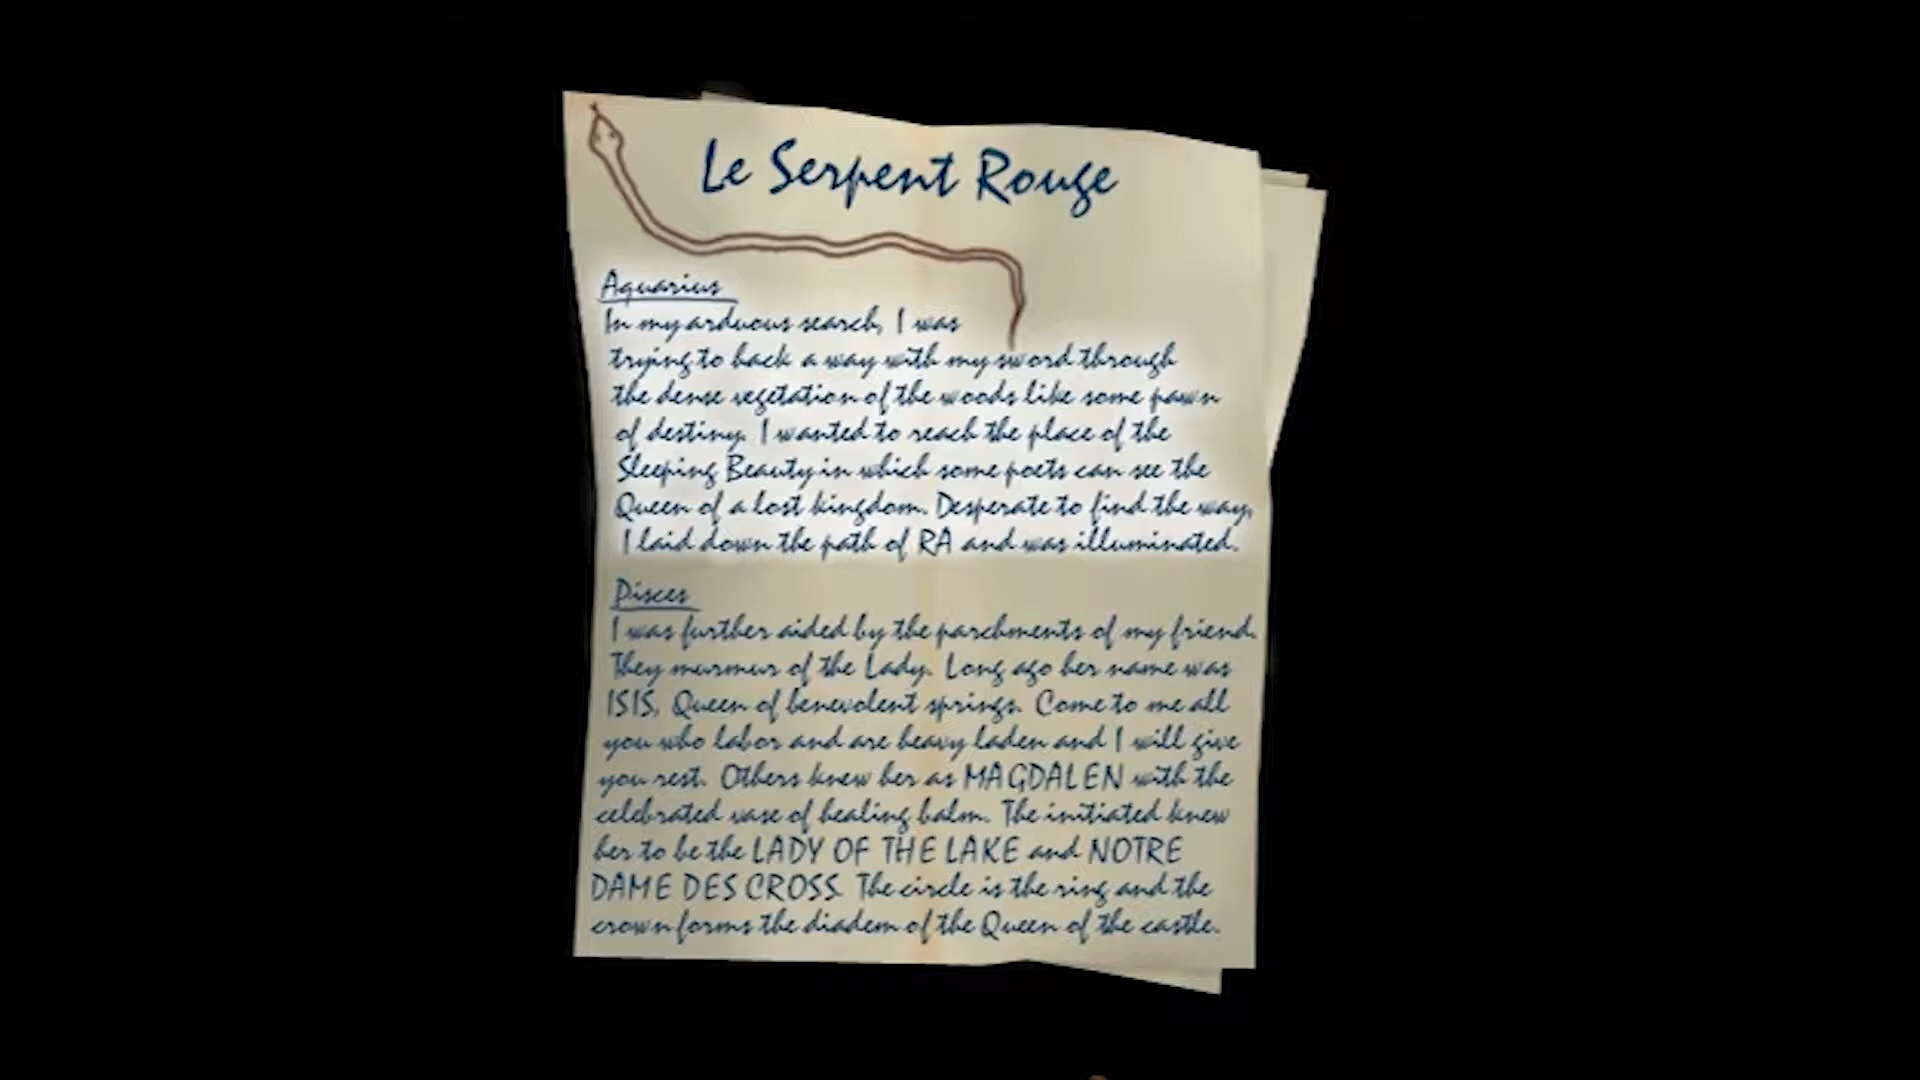 Le Serpent Rouge
Aquarius
In my arduous search, I was
trying to hack a way with my sword through
the dense vegetation of the woods like some pawn
of destiny. I wanted to reach the place of the
Sleeping Beauty in which some poets can see the
Queen of a lost kingdom. Desperate to find the way,
I laid down the path of RA and was illuminated.
Pisces
I was further aided by the parchments of my friend.
They murmur of the Lady. Long ago her name was
ISIS, Queen of benevolent springs. Come to me all
you who labor and are heavy laden and I will give
you rest. Others knew her as MAGDALEN with the
celebrated vase of healing balm. The initiated knew
her to be the LADY OF THE LAKE and NOTRE
DAME DES CROSS. The circle is the ring and the
crown forms the diadem of the Queen of the castle.